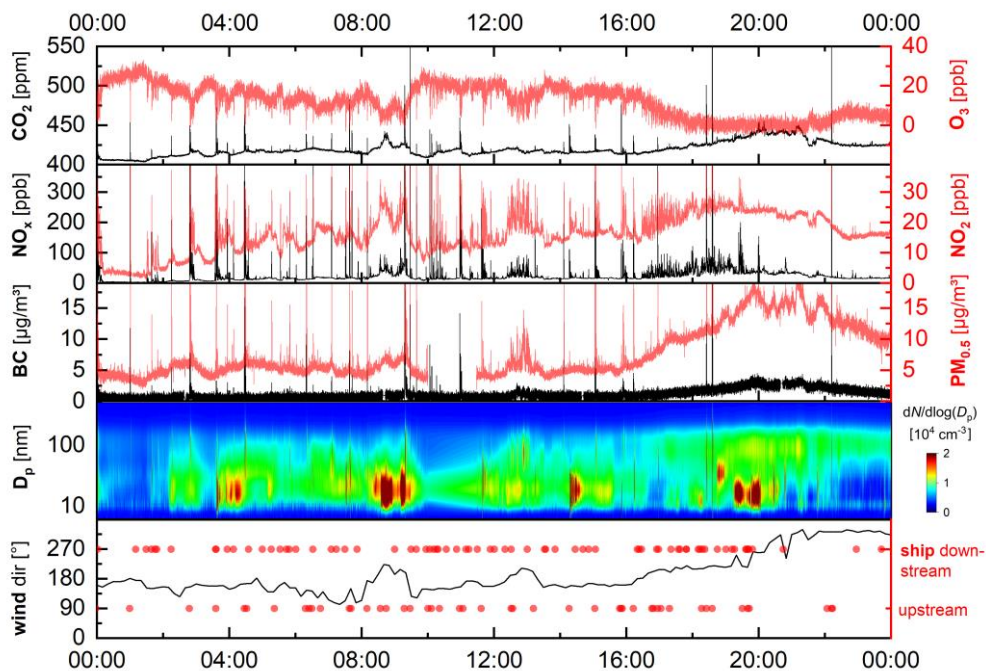 00:00 04:00 08:00 12:00 16:00 20:00 00:00
CO₂ [ppm]
550
500
450
400
40
20
0
O₃ [ppb]
NOₓ [ppb]
300
200
100
0
30
20
10
0
NO₂ [ppb]
BC [µg/m³]
15
10
5
0
15
10
5
0
PM₀.₅ [µg/m³]
Dₚ [nm]
100
10
dN/dlog(Dₚ)
[10⁴ cm⁻³]
2
1
0
wind dir [°]
270
180
90
0
ship down-
stream
upstream
00:00 04:00 08:00 12:00 16:00 20:00 00:00